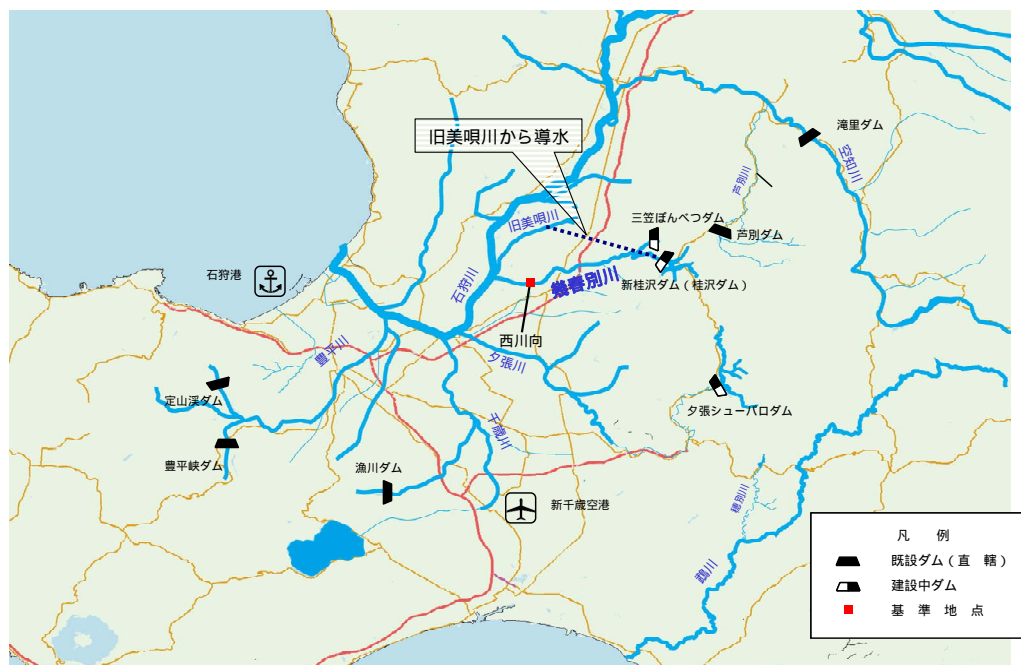 旧美唄川から導水
滝里ダム
空知川
芦別川
三笠ぽんべつダム
芦別ダム
旧美唄川
石狩港
石狩川
幾春別川
新桂沢ダム(桂沢ダム)
西川向
豊平川
夕張川
定山渓ダム
夕張シューパロダム
千歳川
豊平峡ダム
漁川ダム
新千歳空港
穂別川
鵡川
凡 例
既設ダム(直 轄)
建設中ダム
基 準 地 点